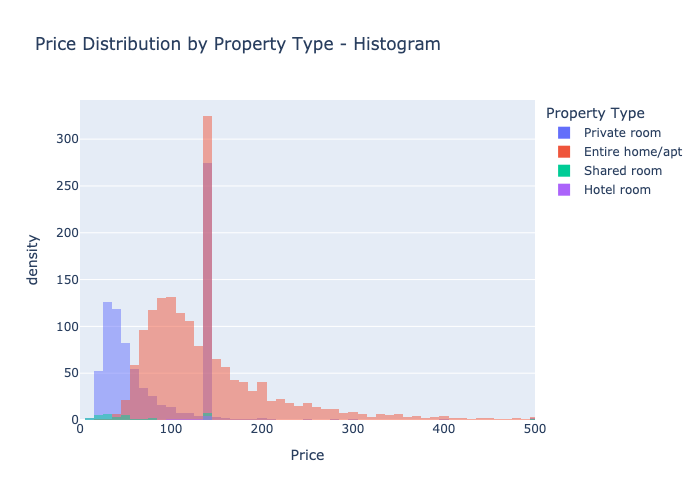 Price Distribution by Property Type - Histogram
Property Type
Private room
Entire home/apt
Shared room
Hotel room
density
300
250
200
150
100
50
0
0 100 200 300 400 500
Price